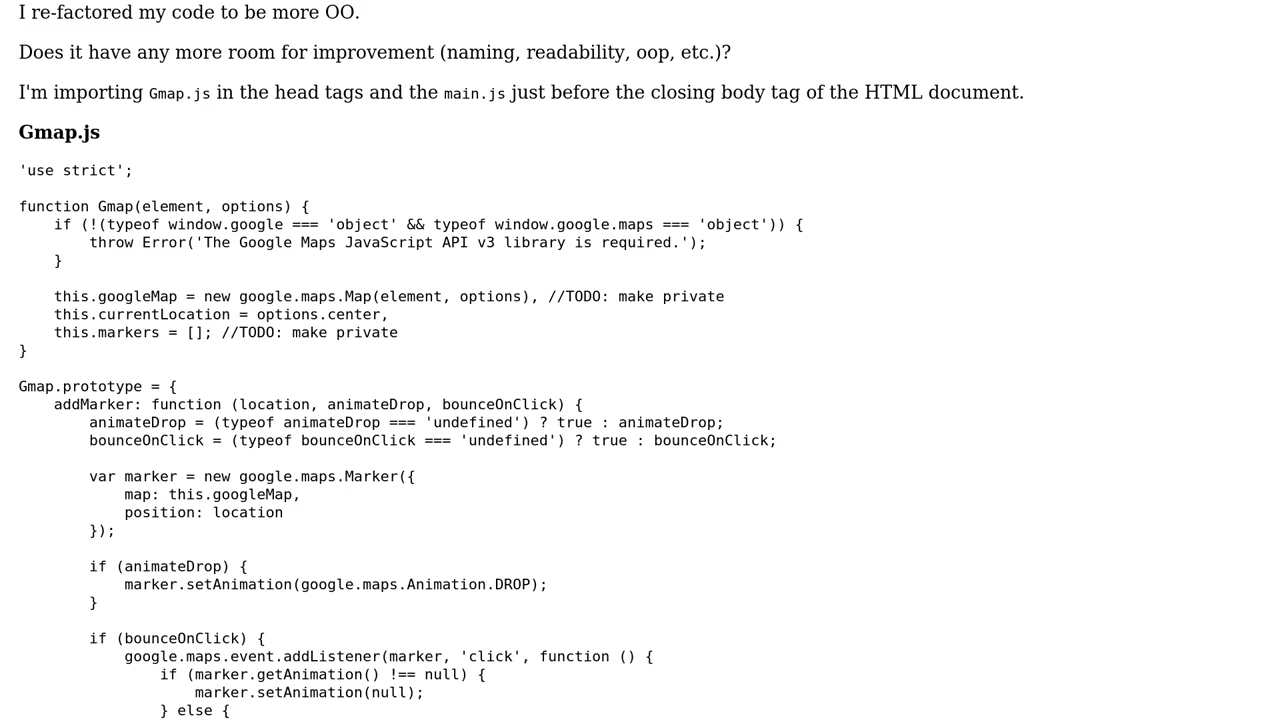 I re-factored my code to be more OO.
Does it have any more room for improvement (naming, readability, oop, etc.)?
I'm importing Gmap.js in the head tags and the main.js just before the closing body tag of the HTML document.
Gmap.js
'use strict';
function Gmap(element, options) {
    if (!(typeof window.google === 'object' && typeof window.google.maps === 'object')) {
        throw Error('The Google Maps JavaScript API v3 library is required.');
    }
    this.googleMap = new google.maps.Map(element, options), //TODO: make private
    this.currentLocation = options.center,
    this.markers = []; //TODO: make private
}
Gmap.prototype = {
    addMarker: function (location, animateDrop, bounceOnClick) {
        animateDrop = (typeof animateDrop === 'undefined') ? true : animateDrop;
        bounceOnClick = (typeof bounceOnClick === 'undefined') ? true : bounceOnClick;
        var marker = new google.maps.Marker({
            map: this.googleMap,
            position: location
        });
        if (animateDrop) {
            marker.setAnimation(google.maps.Animation.DROP);
        }
        if (bounceOnClick) {
            google.maps.event.addListener(marker, 'click', function () {
                if (marker.getAnimation() !== null) {
                    marker.setAnimation(null);
                } else {